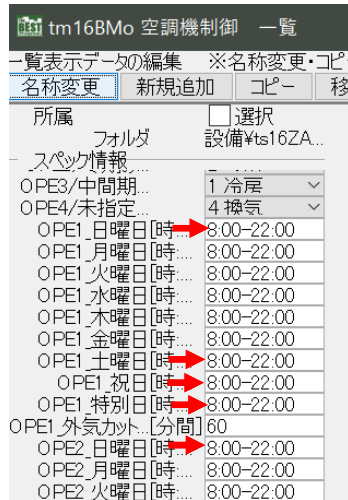 BEST tm16BMo 空調機制御 一覧
一覧表示データの編集 ※名称変更・コピ
名称変更 新規追加 コピー 移
所属 選択
フォルダ 設備¥ts16ZA...
スペック情報
OPE3/中間期... 1 冷房
OPE4/未指定... 4 換気
OPE1_日曜日[時 8:00-22:00
OPE1_月曜日[時:... 8:00-22:00
OPE1_火曜日[時:... 8:00-22:00
OPE1_水曜日[時:... 8:00-22:00
OPE1_木曜日[時:... 8:00-22:00
OPE1_金曜日[時:... 8:00-22:00
OPE1_土曜日[時 8:00-22:00
OPE1_祝日[時 8:00-22:00
OPE1_特別日[時 8:00-22:00
OPE1_外気カット...[分間] 60
OPE2_日曜日[時 8:00-22:00
OPE2_月曜日[時:... 8:00-22:00
OPE2_火曜日[時:... 8:00-22:00